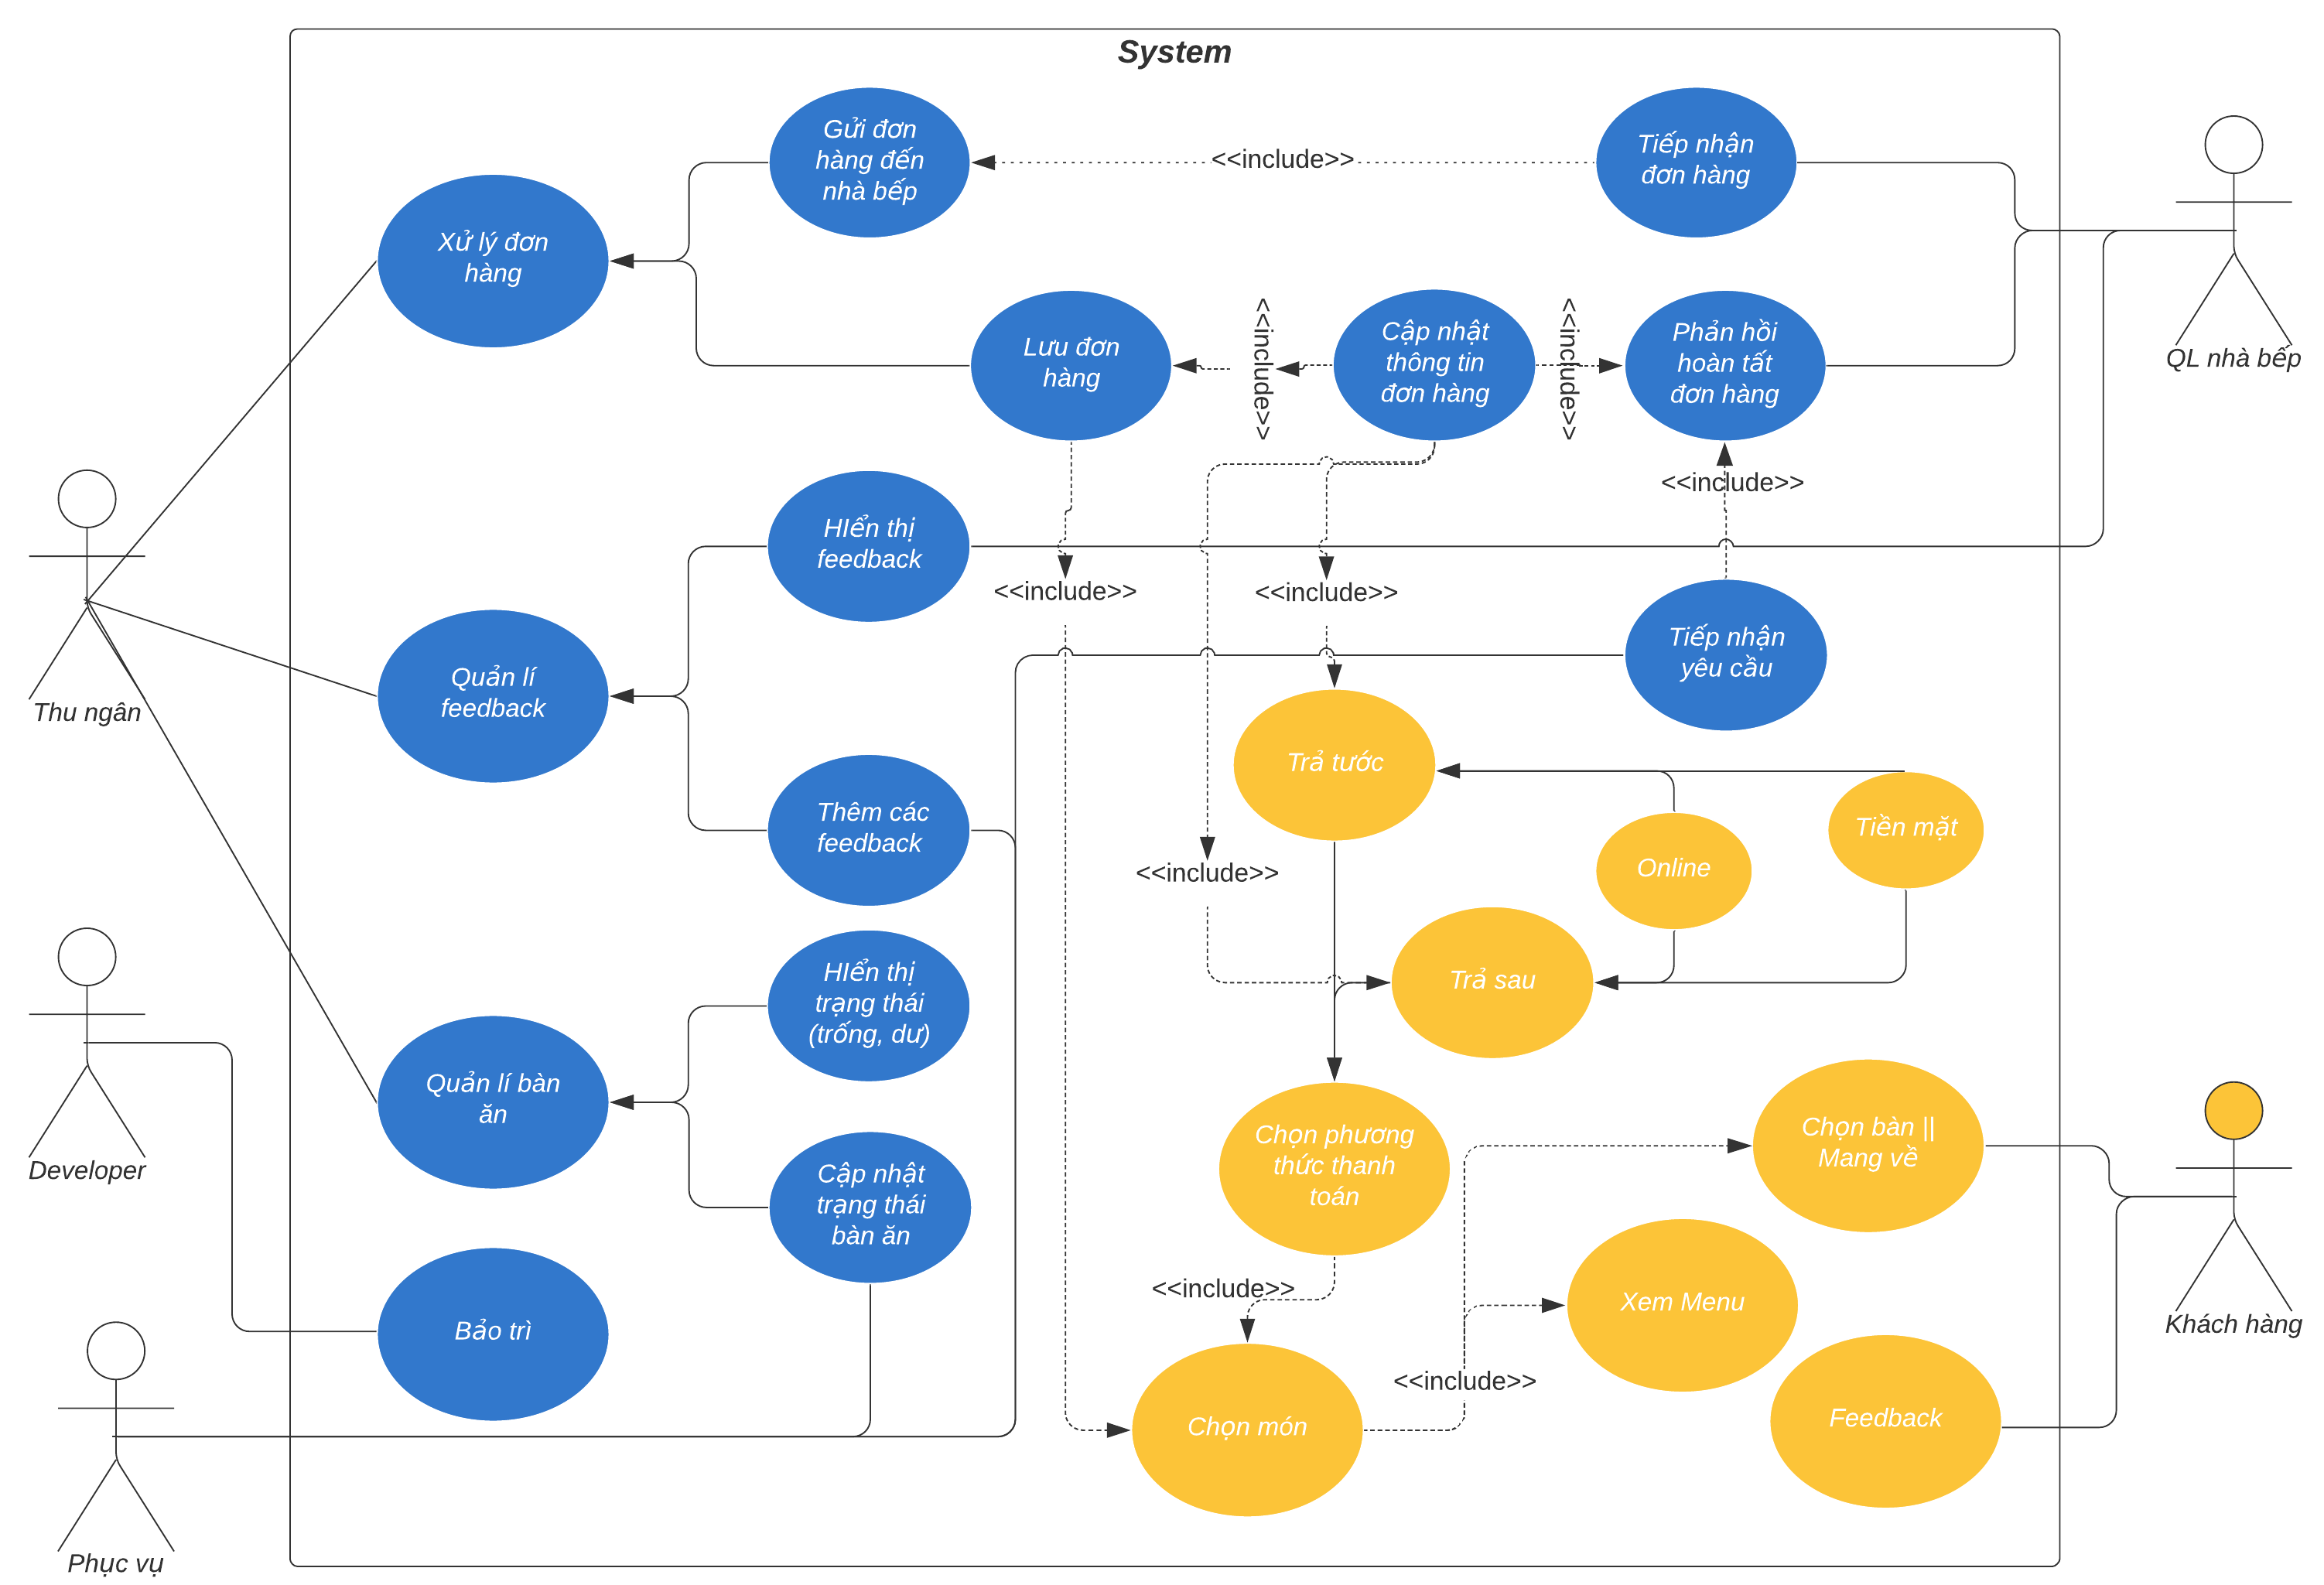 System
Gửi đơn
hàng đến
nhà bếp
<<include>>
Tiếp nhận
đơn hàng
Xử lý đơn
hàng
QL nhà bếp
Lưu đơn
hàng
<<include>>
Cập nhật
thông tin
đơn hàng
<<include>>
Phản hồi
hoàn tất
đơn hàng
<<include>>
HIển thị
feedback
<<include>>
<<include>>
Tiếp nhận
yêu cầu
Quản lí
feedback
Thu ngân
Trả tước
Thêm các
feedback
Tiền mặt
Online
<<include>>
HIển thị
trạng thái
(trống, dư)
Trả sau
Quản lí bàn
ăn
Developer
Chọn phương
thức thanh
toán
Chọn bàn ||
Mang về
Cập nhật
trạng thái
bàn ăn
<<include>>
Xem Menu
Khách hàng
Bảo trì
<<include>>
Chọn món
Feedback
Phục vụ